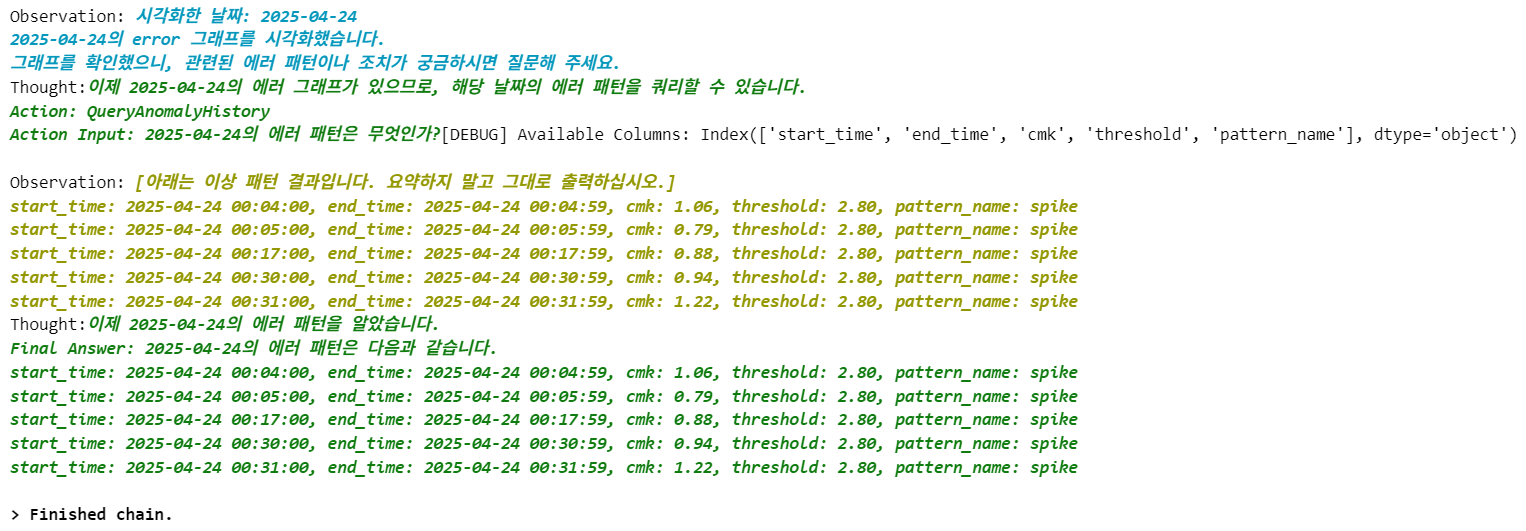 Observation: 시각화한 날짜: 2025-04-24
2025-04-24의 error 그래프를 시각화했습니다.
그래프를 확인했으니, 관련된 에러 패턴이나 조치가 궁금하시면 질문해 주세요.
Thought:이제 2025-04-24의 에러 그래프가 있으므로, 해당 날짜의 에러 패턴을 쿼리할 수 있습니다.
Action: QueryAnomalyHistory
Action Input: 2025-04-24의 에러 패턴은 무엇인가?[DEBUG] Available Columns: Index(['start_time', 'end_time', 'cmk', 'threshold', 'pattern_name'], dtype='object')
Observation: [아래는 이상 패턴 결과입니다. 요약하지 말고 그대로 출력하십시오.]
start_time: 2025-04-24 00:04:00, end_time: 2025-04-24 00:04:59, cmk: 1.06, threshold: 2.80, pattern_name: spike
start_time: 2025-04-24 00:05:00, end_time: 2025-04-24 00:05:59, cmk: 0.79, threshold: 2.80, pattern_name: spike
start_time: 2025-04-24 00:17:00, end_time: 2025-04-24 00:17:59, cmk: 0.88, threshold: 2.80, pattern_name: spike
start_time: 2025-04-24 00:30:00, end_time: 2025-04-24 00:30:59, cmk: 0.94, threshold: 2.80, pattern_name: spike
start_time: 2025-04-24 00:31:00, end_time: 2025-04-24 00:31:59, cmk: 1.22, threshold: 2.80, pattern_name: spike
Thought:이제 2025-04-24의 에러 패턴을 알았습니다.
Final Answer: 2025-04-24의 에러 패턴은 다음과 같습니다.
start_time: 2025-04-24 00:04:00, end_time: 2025-04-24 00:04:59, cmk: 1.06, threshold: 2.80, pattern_name: spike
start_time: 2025-04-24 00:05:00, end_time: 2025-04-24 00:05:59, cmk: 0.79, threshold: 2.80, pattern_name: spike
start_time: 2025-04-24 00:17:00, end_time: 2025-04-24 00:17:59, cmk: 0.88, threshold: 2.80, pattern_name: spike
start_time: 2025-04-24 00:30:00, end_time: 2025-04-24 00:30:59, cmk: 0.94, threshold: 2.80, pattern_name: spike
start_time: 2025-04-24 00:31:00, end_time: 2025-04-24 00:31:59, cmk: 1.22, threshold: 2.80, pattern_name: spike
> Finished chain.